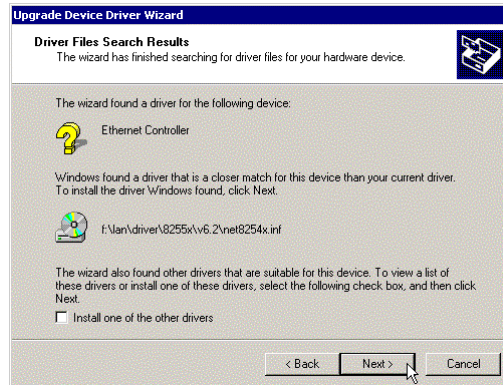 Upgrade Device Driver Wizard
Driver Files Search Results
The wizard has finished searching for driver files for your hardware device.
The wizard found a driver for the following device:
Ethernet Controller
Windows found a driver that is a closer match for this device than your current driver.
To install the driver Windows found, click Next.
f:\lan\driver\8255x\v6.2\net8254x.inf
The wizard also found other drivers that are suitable for this device. To view a list of
these drivers or install one of these drivers, select the following check box, and then click
Next.
Install one of the other drivers
< Back Next > Cancel